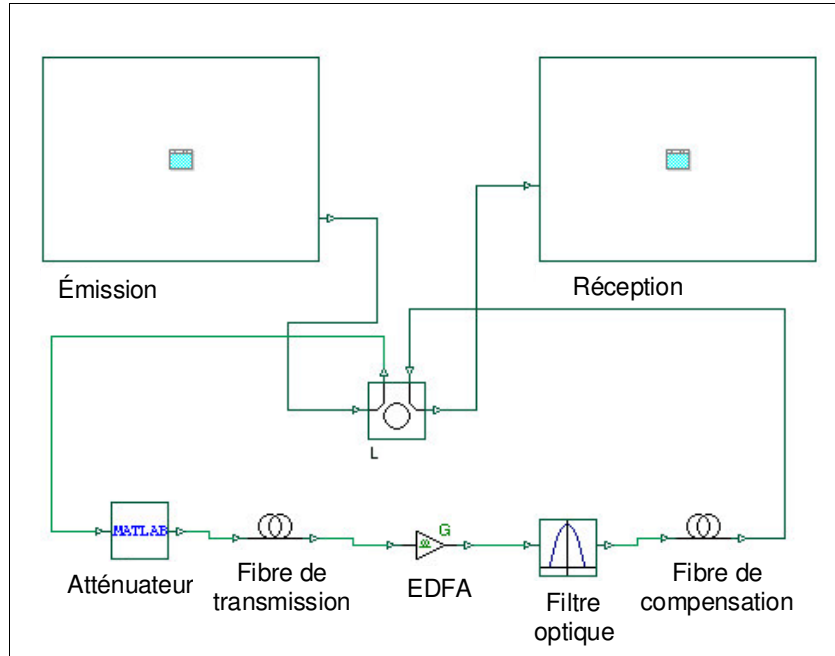 Émission
Réception
L
MATLAB
G
Atténuateur
Fibre de
transmission
EDFA
Filtre
optique
Fibre de
compensation